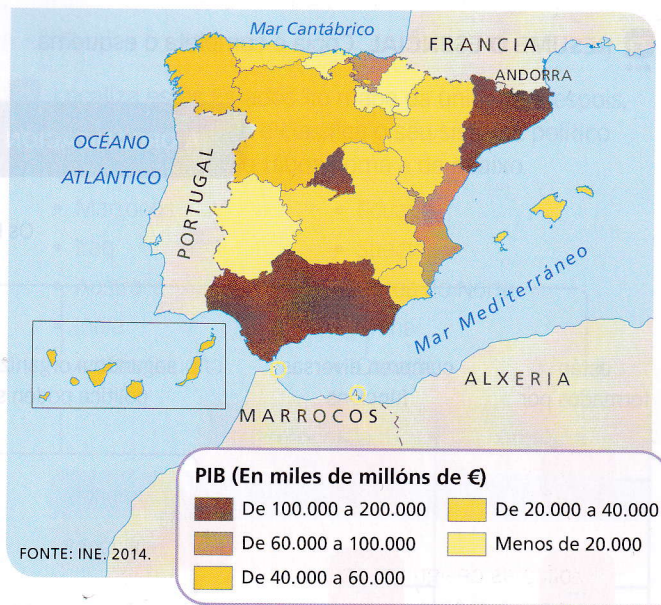 Mar Cantábrico
FRANCIA
ANDORRA
OCÉANO
ATLÁNTICO
PORTUGAL
Mar Mediterráneo
ALXERIA
MARROCOS
PIB (En miles de millóns de €)
De 100.000 a 200.000
De 60.000 a 100.000
De 40.000 a 60.000
De 20.000 a 40.000
Menos de 20.000
FONTE: INE. 2014.